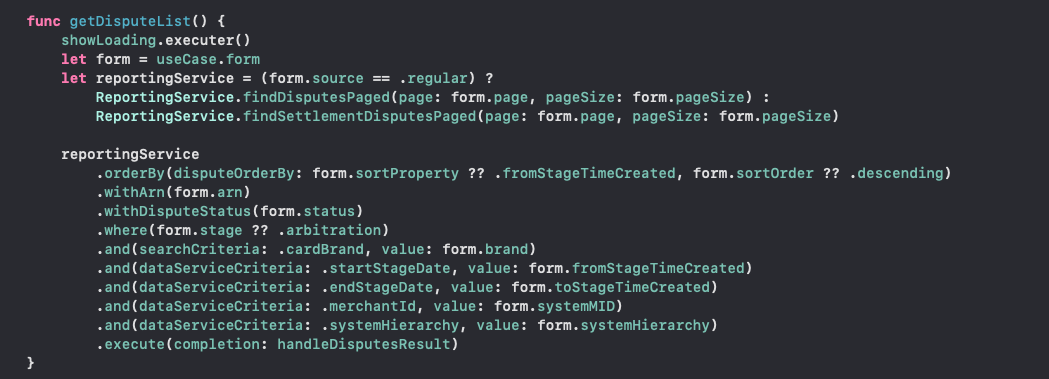 func getDisputeList() {
    showLoading.executer()
    let form = useCase.form
    let reportingService = (form.source == .regular) ?
        ReportingService.findDisputesPaged(page: form.page, pageSize: form.pageSize) :
        ReportingService.findSettlementDisputesPaged(page: form.page, pageSize: form.pageSize)

    reportingService
        .orderBy(disputeOrderBy: form.sortProperty ?? .fromStageTimeCreated, form.sortOrder ?? .descending)
        .withArn(form.arn)
        .withDisputeStatus(form.status)
        .where(form.stage ?? .arbitration)
        .and(searchCriteria: .cardBrand, value: form.brand)
        .and(dataServiceCriteria: .startStageDate, value: form.fromStageTimeCreated)
        .and(dataServiceCriteria: .endStageDate, value: form.toStageTimeCreated)
        .and(dataServiceCriteria: .merchantId, value: form.systemMID)
        .and(dataServiceCriteria: .systemHierarchy, value: form.systemHierarchy)
        .execute(completion: handleDisputesResult)
}